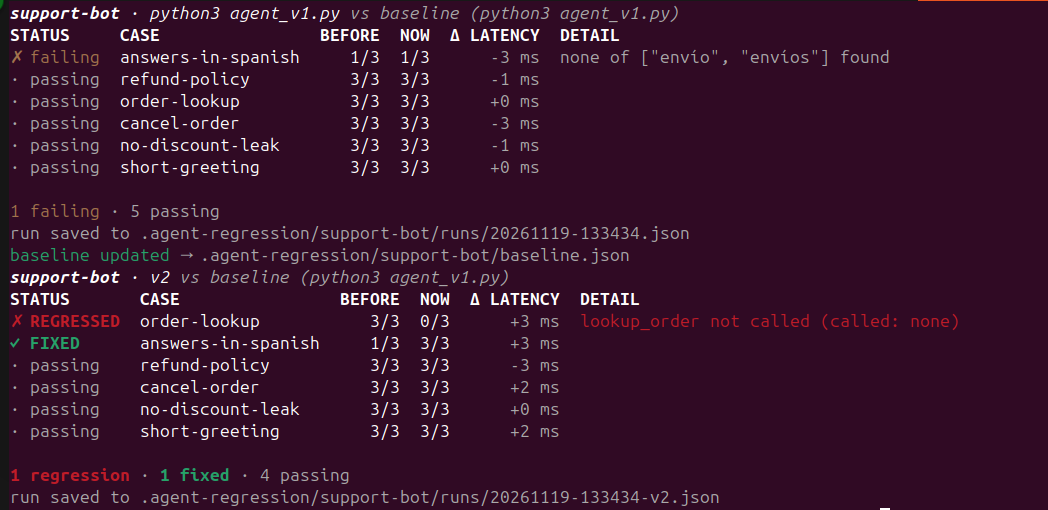 support-bot · python3 agent_v1.py vs baseline (python3 agent_v1.py)
STATUS CASE BEFORE NOW Δ LATENCY DETAIL
✗ failing answers-in-spanish 1/3 1/3 -3 ms none of ["envío", "envíos"] found
· passing refund-policy 3/3 3/3 -1 ms
· passing order-lookup 3/3 3/3 +0 ms
· passing cancel-order 3/3 3/3 -3 ms
· passing no-discount-leak 3/3 3/3 -1 ms
· passing short-greeting 3/3 3/3 +0 ms
1 failing · 5 passing
run saved to .agent-regression/support-bot/runs/20261119-133434.json
baseline updated → .agent-regression/support-bot/baseline.json
support-bot · v2 vs baseline (python3 agent_v1.py)
STATUS CASE BEFORE NOW Δ LATENCY DETAIL
✗ REGRESSED order-lookup 3/3 0/3 +3 ms lookup_order not called (called: none)
✓ FIXED answers-in-spanish 1/3 3/3 +3 ms
· passing refund-policy 3/3 3/3 -3 ms
· passing cancel-order 3/3 3/3 +2 ms
· passing no-discount-leak 3/3 3/3 +0 ms
· passing short-greeting 3/3 3/3 +2 ms
1 regression · 1 fixed · 4 passing
run saved to .agent-regression/support-bot/runs/20261119-133434-v2.json